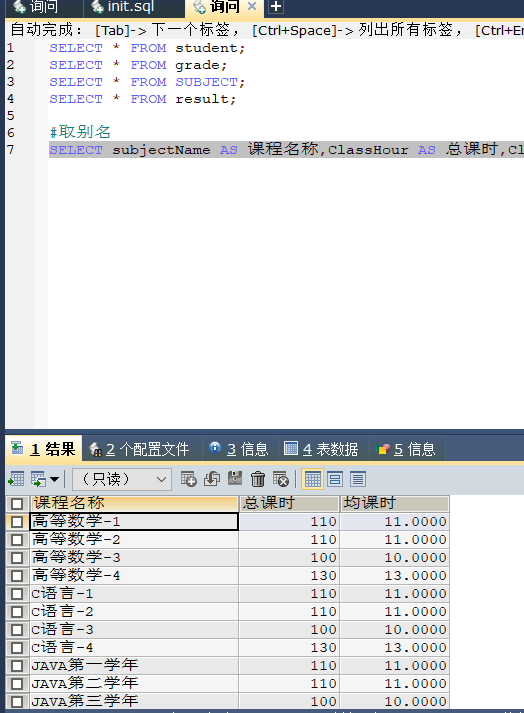 询问 init.sql 询问
自动完成： [Tab]-> 下一个标签， [Ctrl+Space]-> 列出所有标签， [Ctrl+En
1 SELECT * FROM student;
2 SELECT * FROM grade;
3 SELECT * FROM SUBJECT;
4 SELECT * FROM result;
5
6 #取别名
7 SELECT subjectName AS 课程名称,ClassHour AS 总课时,Cl
1 结果 2 个配置文件 3 信息 4 表数据 5 信息
（只读）
课程名称 总课时 均课时
高等数学-1 110 11.0000
高等数学-2 110 11.0000
高等数学-3 100 10.0000
高等数学-4 130 13.0000
C语言-1 110 11.0000
C语言-2 110 11.0000
C语言-3 100 10.0000
C语言-4 130 13.0000
JAVA第一学年 110 11.0000
JAVA第二学年 110 11.0000
JAVA第三学年 100 10.0000